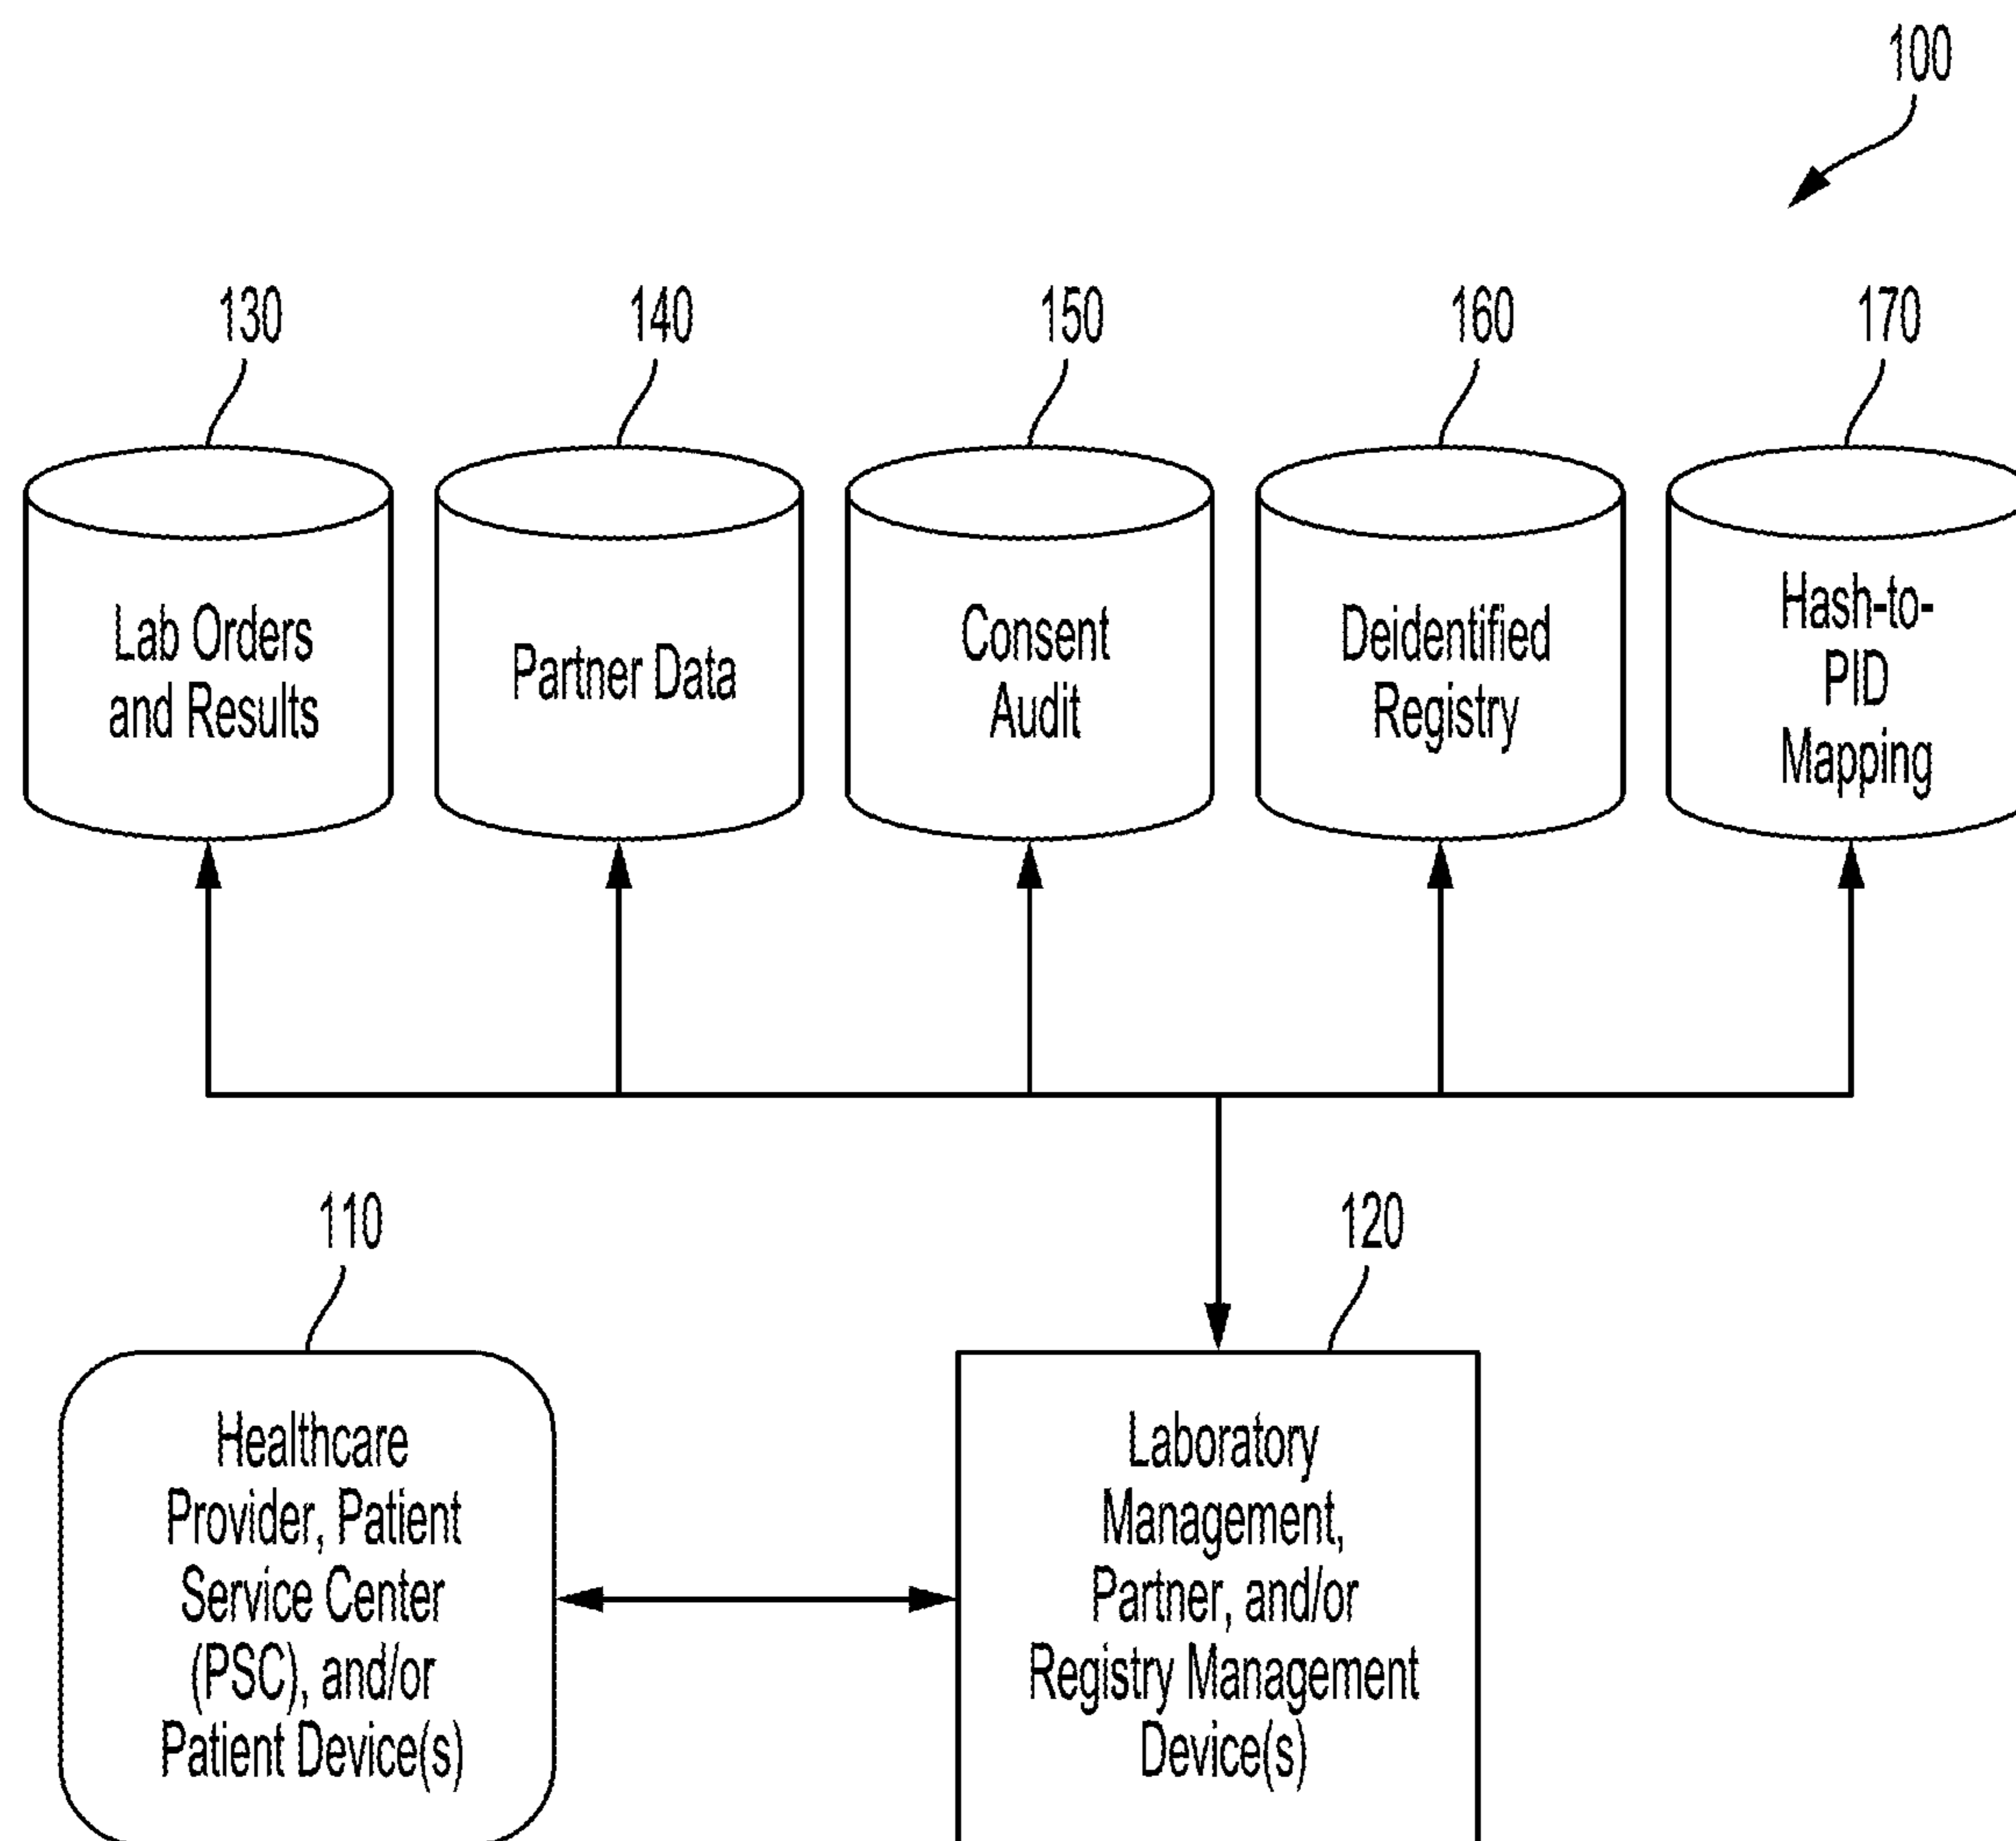 100
130
140
150
160
170
Lab Orders
and Results
Partner Data
Consent
Audit
Deidentified
Registry
Hash-to-
PID
Mapping
110
120
Healthcare
Provider, Patient
Service Center
(PSC), and/or
Patient Device(s)
Laboratory
Management,
Partner, and/or
Registry Management
Device(s)